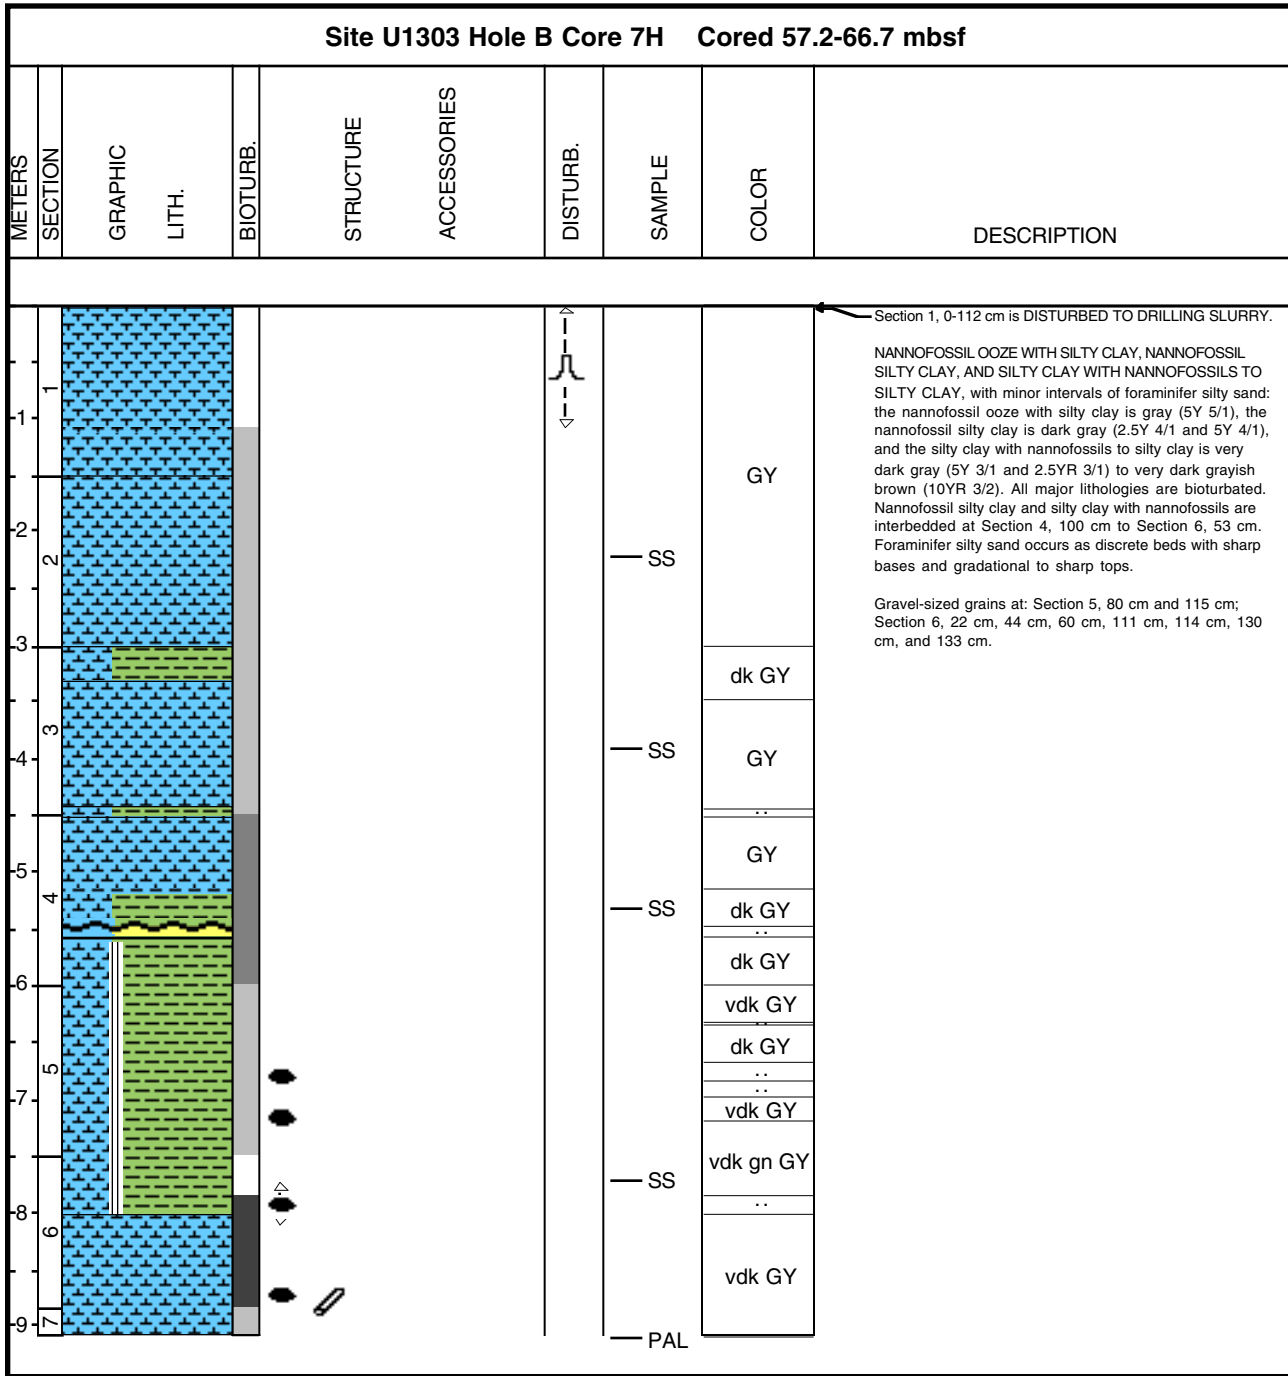 Site U1303 Hole B Core 7H Cored 57.2-66.7 mbsf
METERS
SECTION
GRAPHIC
LITH.
BIOTURB.
STRUCTURE
ACCESSORIES
DISTURB.
SAMPLE
COLOR
DESCRIPTION
Section 1, 0-112 cm is DISTURBED TO DRILLING SLURRY.
NANNOFOSSIL OOZE WITH SILTY CLAY, NANNOFOSSIL
SILTY CLAY, AND SILTY CLAY WITH NANNOFOSSILS TO
SILTY CLAY, with minor intervals of foraminifer silty sand:
the nannofossil ooze with silty clay is gray (5Y 5/1), the
nannofossil silty clay is dark gray (2.5Y 4/1 and 5Y 4/1),
and the silty clay with nannofossils to silty clay is very
dark gray (5Y 3/1 and 2.5YR 3/1) to very dark grayish
brown (10YR 3/2). All major lithologies are bioturbated.
Nannofossil silty clay and silty clay with nannofossils are
interbedded at Section 4, 100 cm to Section 6, 53 cm.
Foraminifer silty sand occurs as discrete beds with sharp
bases and gradational to sharp tops.
Gravel-sized grains at: Section 5, 80 cm and 115 cm;
Section 6, 22 cm, 44 cm, 60 cm, 111 cm, 114 cm, 130
cm, and 133 cm.
1
2
3
4
5
6
7
8
9
1
2
3
4
5
6
7
SS
SS
SS
SS
PAL
GY
dk GY
GY
. .
GY
dk GY
. .
dk GY
vdk GY
. .
dk GY
. .
. .
vdk GY
vdk gn GY
. .
vdk GY